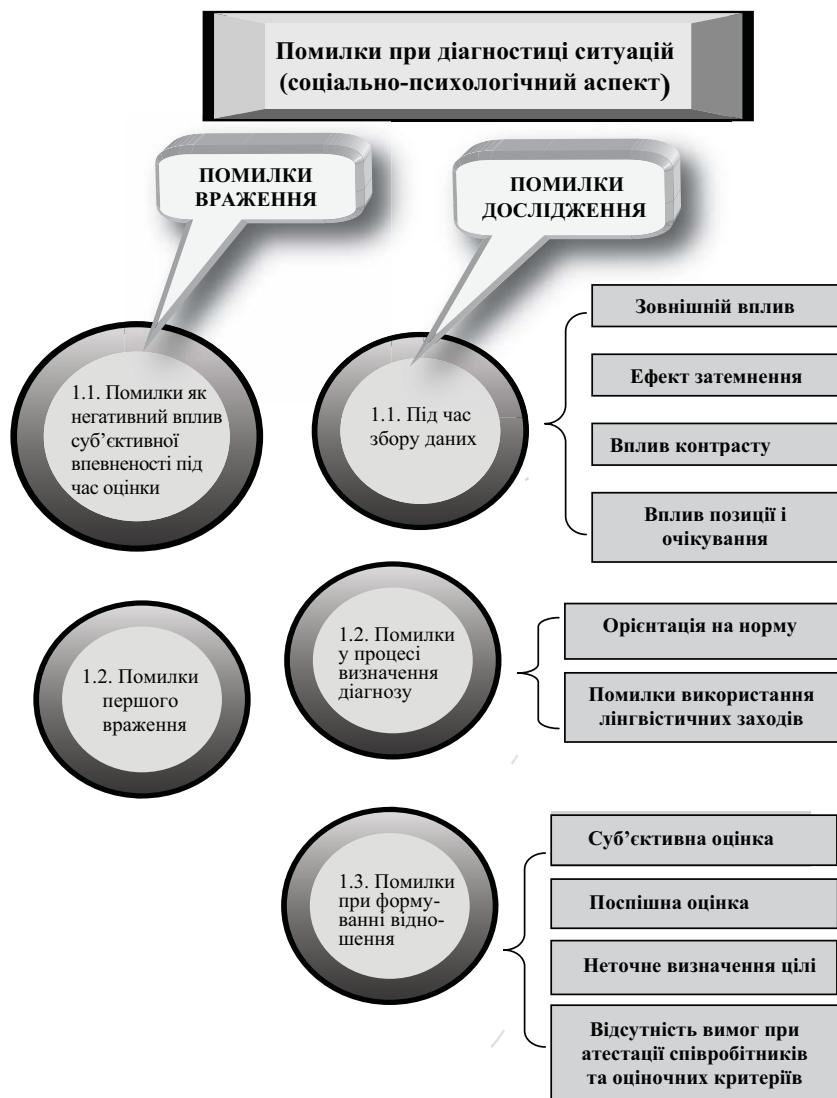 Помилки при діагностиці ситуацій
(соціально-психологічний аспект)
ПОМИЛКИ
ВРАЖЕННЯ
ПОМИЛКИ
ДОСЛІДЖЕННЯ
1.1. Помилки як
негативний вплив
суб’єктивної
впевненості під
час оцінки
1.2. Помилки
першого
враження
1.1. Під час
збору даних
Зовнішній вплив
Ефект затемнення
Вплив контрасту
Вплив позиції і
очікування
1.2. Помилки
у процесі
визначення
діагнозу
Орієнтація на норму
Помилки використання
лінгвістичних заходів
1.3. Помилки
при форму-
ванні відно-
шення
Суб’єктивна оцінка
Поспішна оцінка
Неточне визначення цілі
Відсутність вимог при
атестації співробітників
та оціночних критеріїв